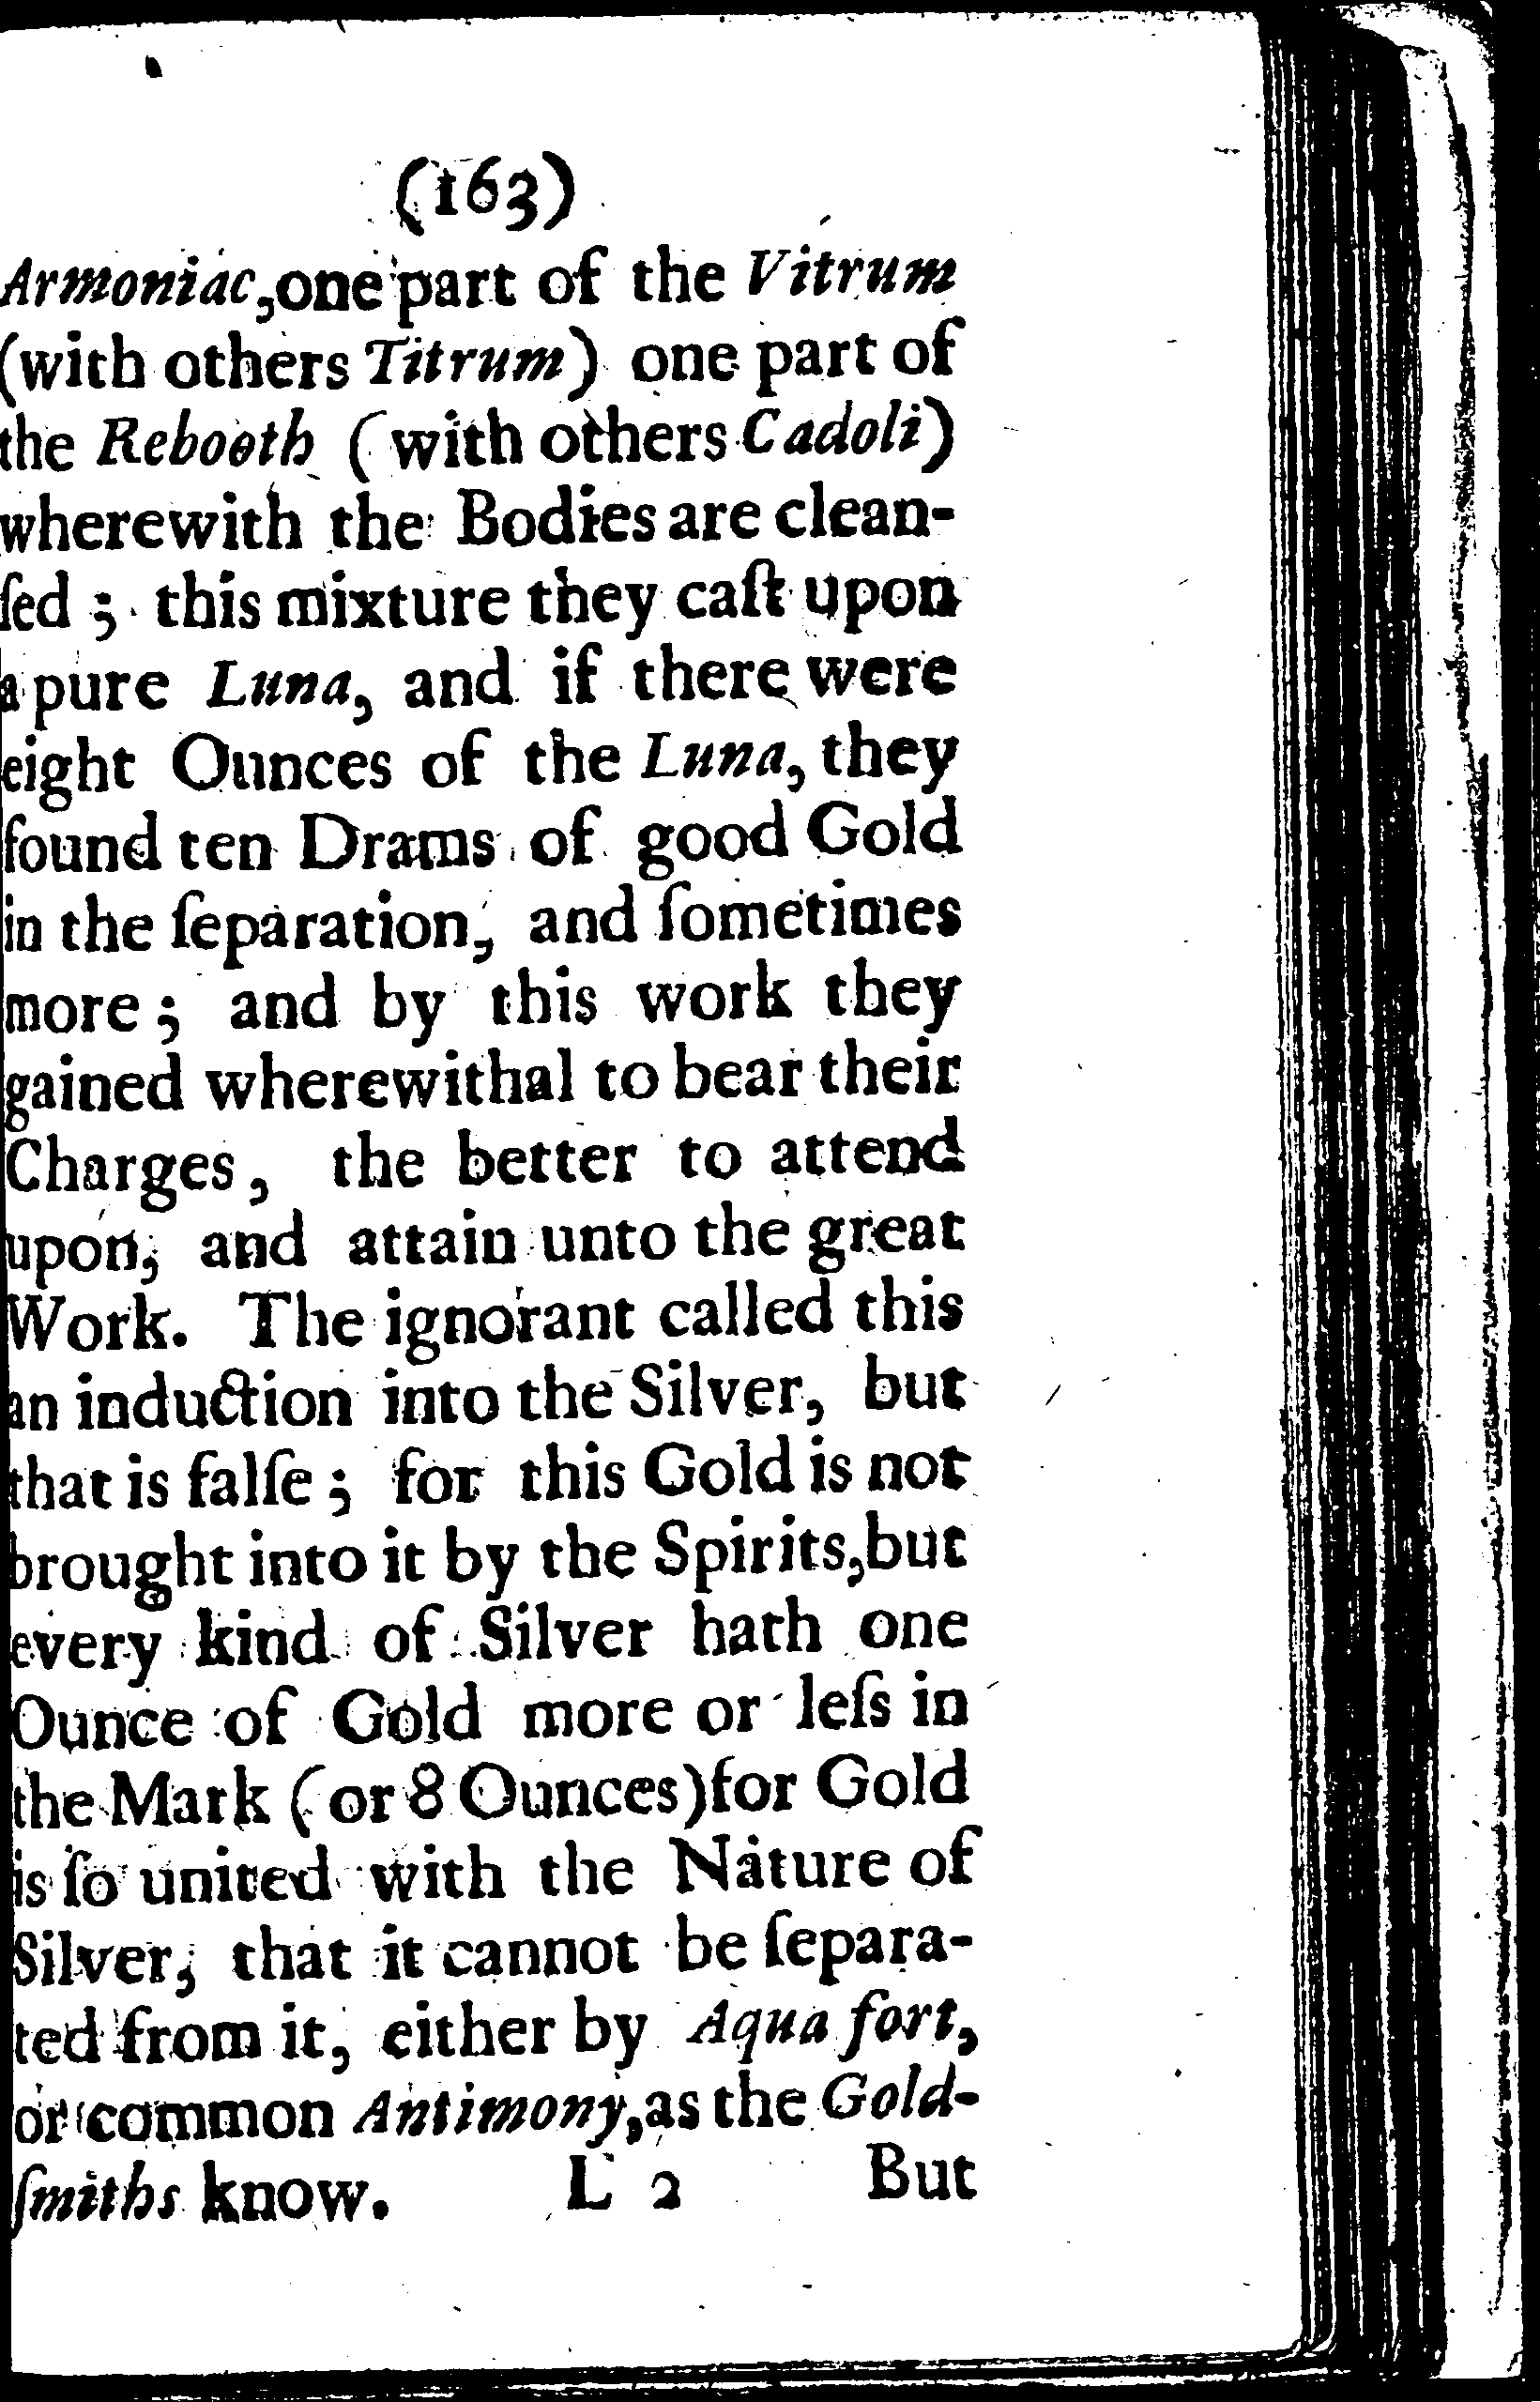 (163)
Armoniac, one part of the Vitrum
(with others Titrum) one part of
the Rebooth (with others Cadoli)
wherewith the Bodies are clean-
ſed; this mixture they caſt upon
a pure Luna, and if there were
eight Ounces of the Luna, they
found ten Drams of good Gold
in the ſeparation, and ſometimes
more; and by this work they
gained wherewithal to bear their
Charges, the better to attend
upon, and attain unto the great
Work. The ignorant called this
an induction into the Silver, but
that is falſe; for this Gold is not
brought into it by the Spirits, but
every kind of Silver hath one
Ounce of Gold more or leſs in
the Mark (or 8 Ounces) for Gold
is ſo united with the Nature of
Silver, that it cannot be ſepara-
ted from it, either by Aqua fort,
or common Antimony, as the Gold-
ſmiths know. L 2 But